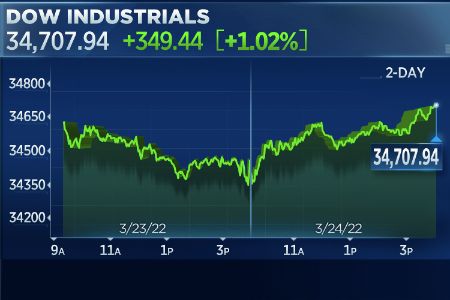 DOW INDUSTRIALS
34,707.94 +349.44 [+1.02%]
2-DAY
34800
34650
34500
34350
34200
34,707.94
3/23/22 3/24/22
9A 11A 1P 3P 11A 1P 3P